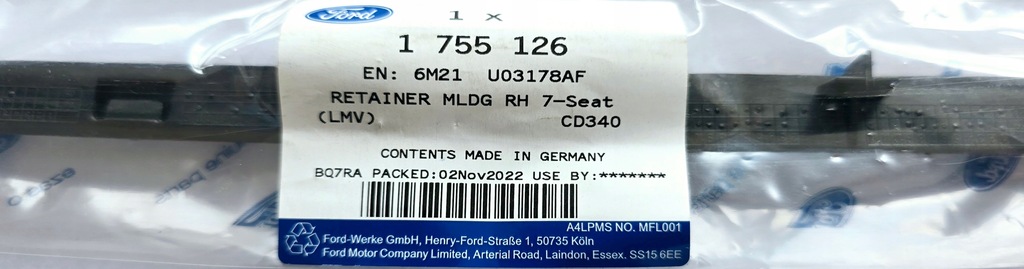 Ford
1 x
1 755 126
EN: 6M21 U03178AF
RETAINER MLDG RH 7-Seat
(LMV) CD340
CONTENTS MADE IN GERMANY
BQ7RA PACKED:02Nov2022 USE BY:*******
A4LPMS NO. MFL001
Ford-Werke GmbH, Henry-Ford-Straße 1, 50735 Köln
Ford Motor Company Limited, Arterial Road, Laindon, Essex. SS15 6EE